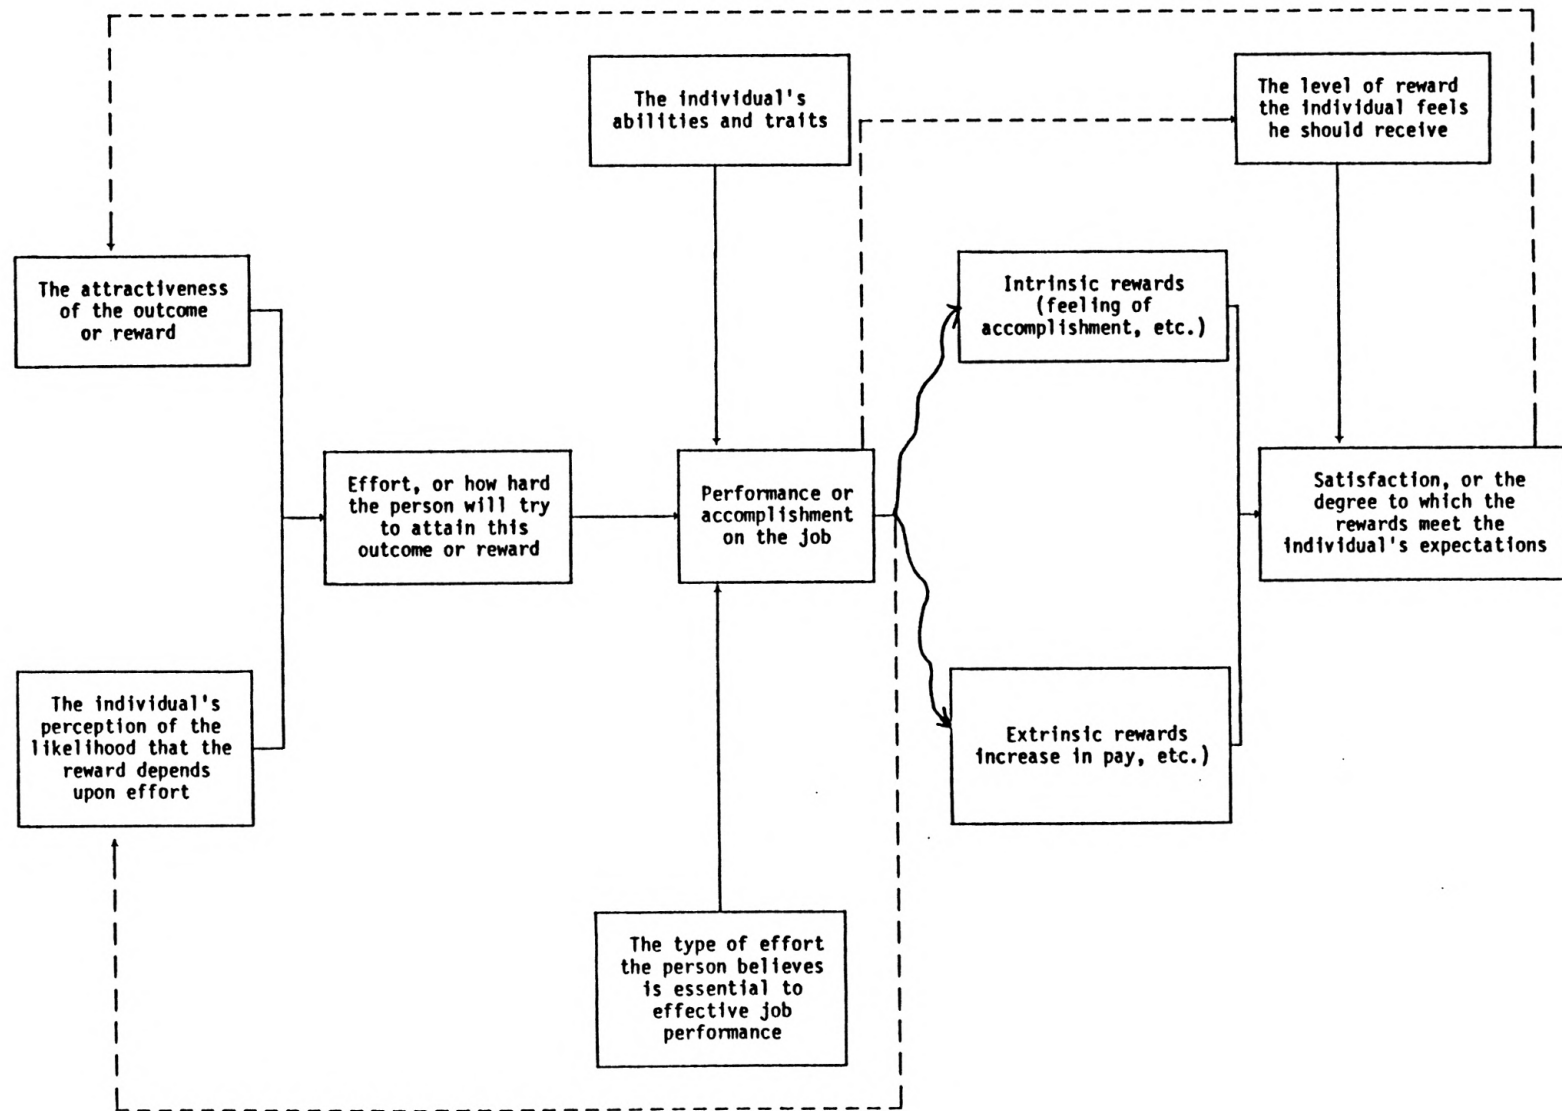 The individual's
abilities and traits
The level of reward
the individual feels
he should receive
The attractiveness
of the outcome
or reward
Intrinsic rewards
(feeling of
accomplishment, etc.)
Effort, or how hard
the person will try
to attain this
outcome or reward
Performance or
accomplishment
on the job
Satisfaction, or the
degree to which the
rewards meet the
individual's expectations
The individual's
perception of the
likelihood that the
reward depends
upon effort
Extrinsic rewards
increase in pay, etc.)
The type of effort
the person believes
is essential to
effective job
performance